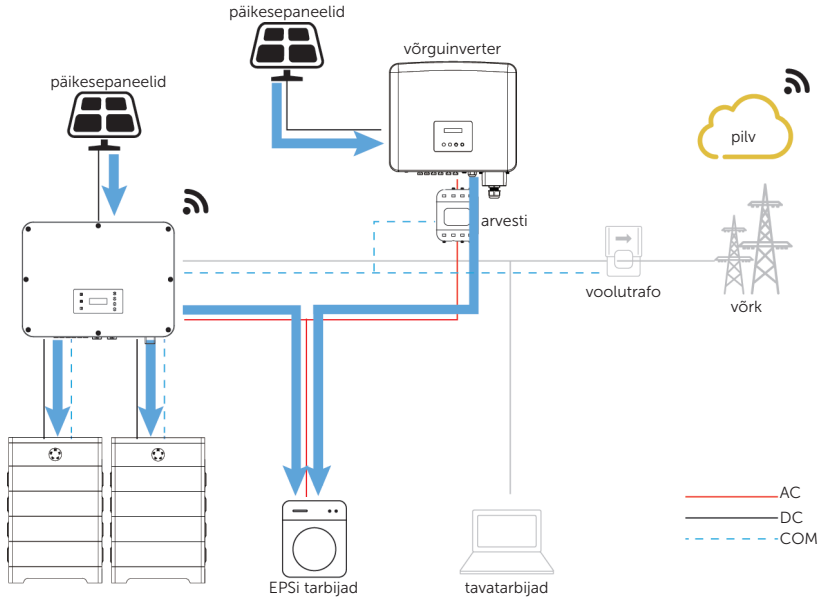 päikesepaneelid
võrguinverter
päikesepaneelid
pilv
arvesti
voolutrafo
võrk
AC
DC
COM
EPSi tarbijad
tavatarbijad